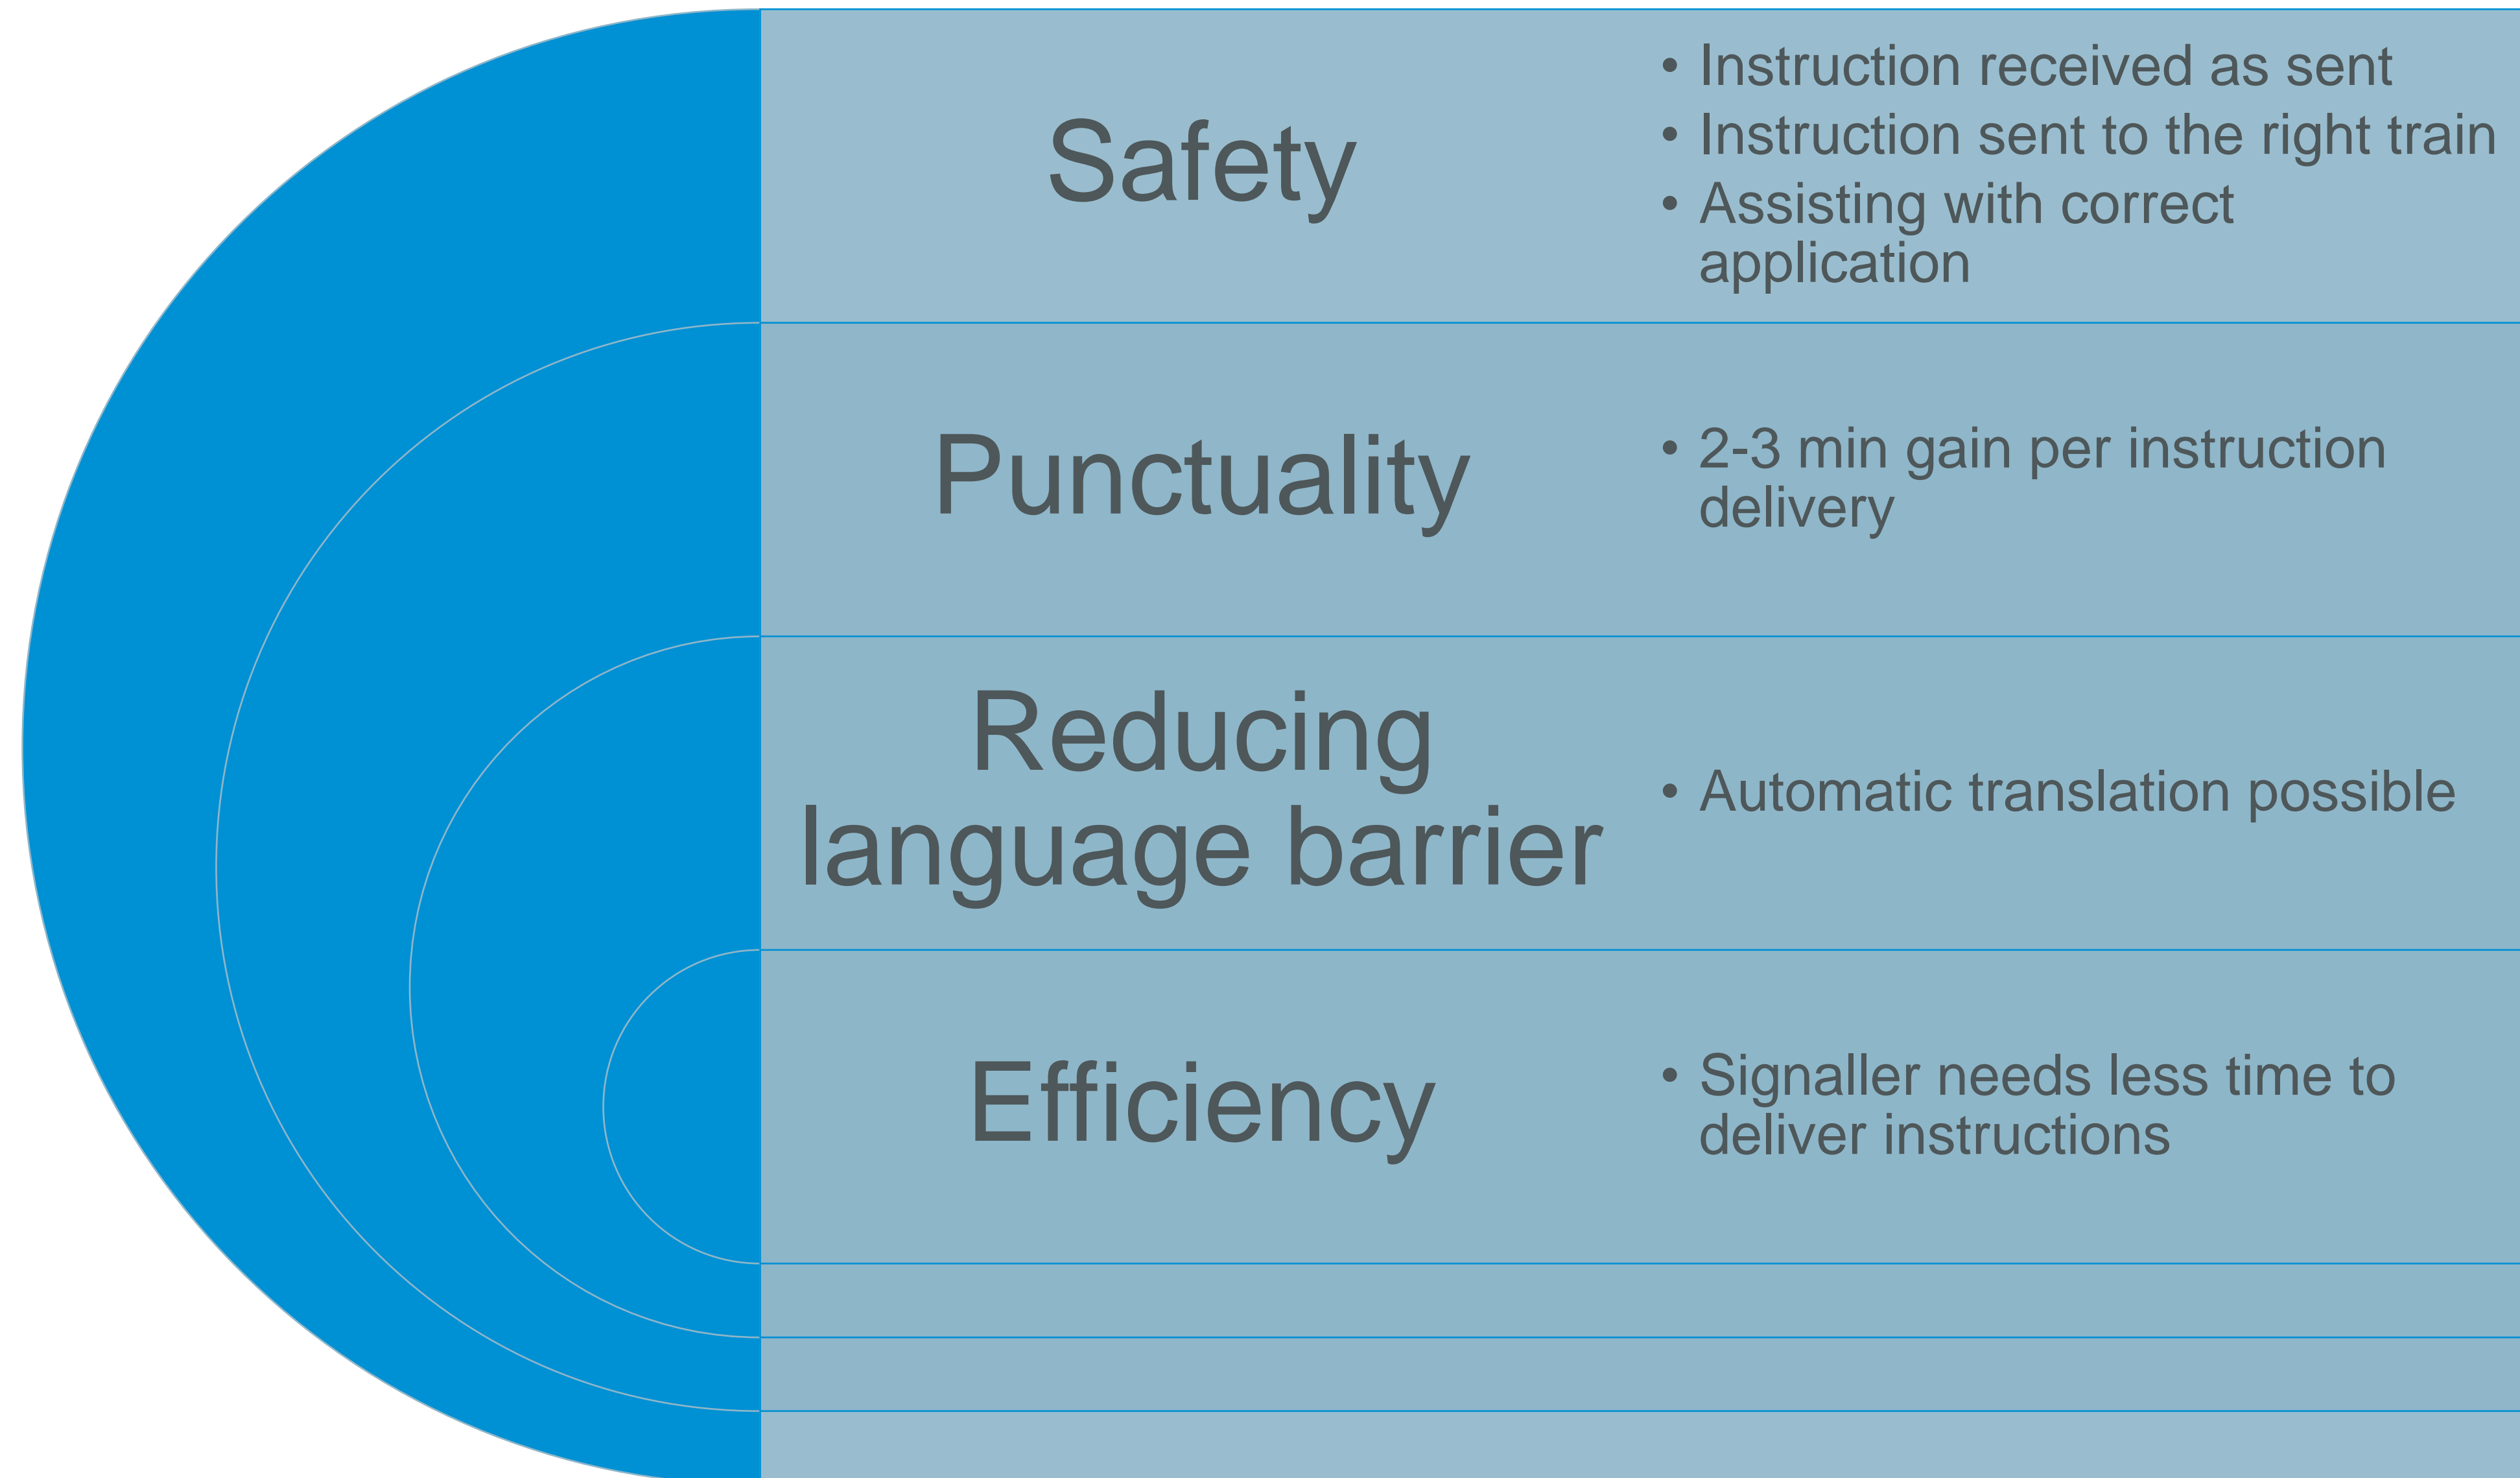 Safety
• Instruction received as sent
• Instruction sent to the right train
• Assisting with correct
application
Punctuality
• 2-3 min gain per instruction
delivery
Reducing
language barrier
• Automatic translation possible
Efficiency
• Signaller needs less time to
deliver instructions